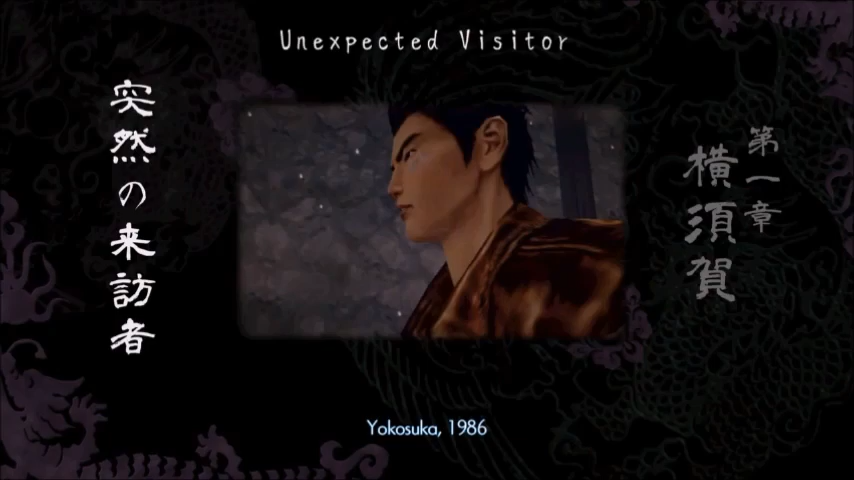 Unexpected Visitor
第一章
横須賀
突然の来訪者
Yokosuka, 1986